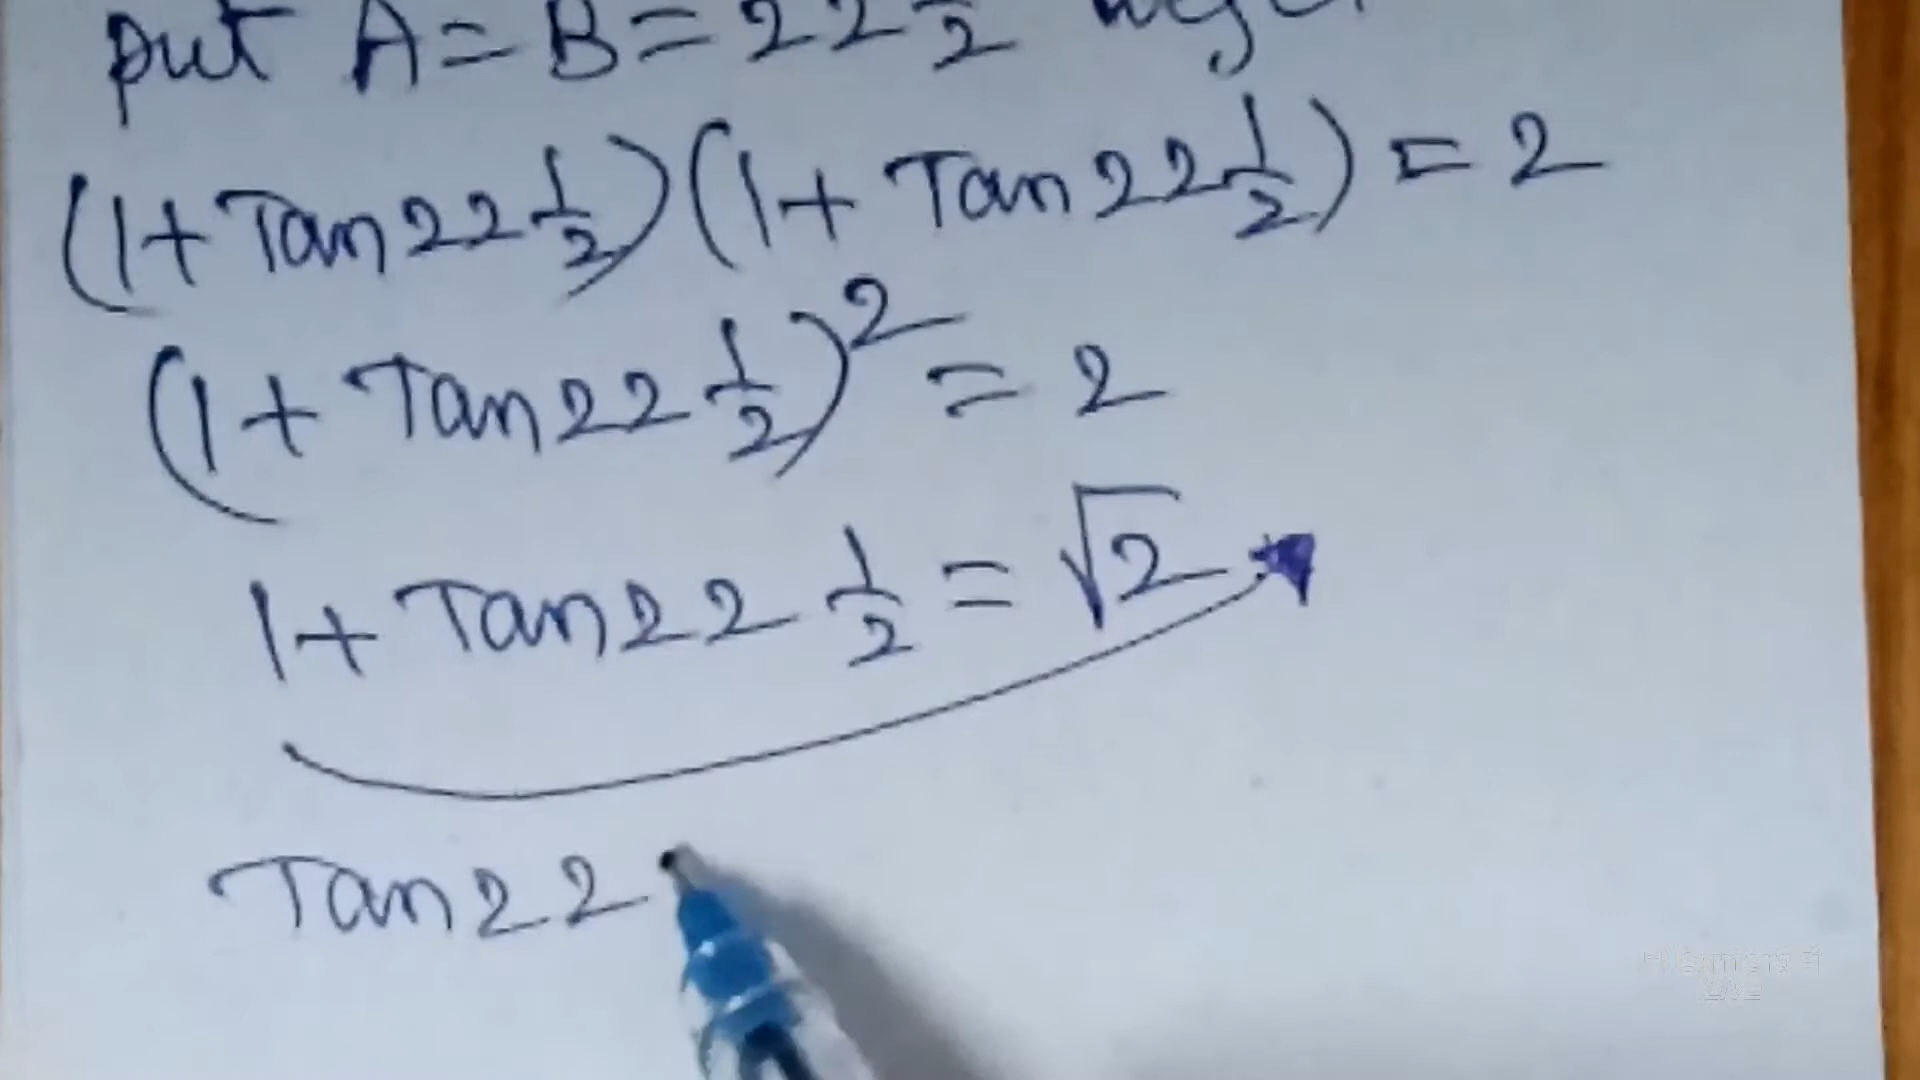 put A = B = 22 1/2
(1 + Tan 22 1/2) (1 + Tan 22 1/2) = 2
(1 + Tan 22 1/2)² = 2
1 + Tan 22 1/2 = √2
Tan 22